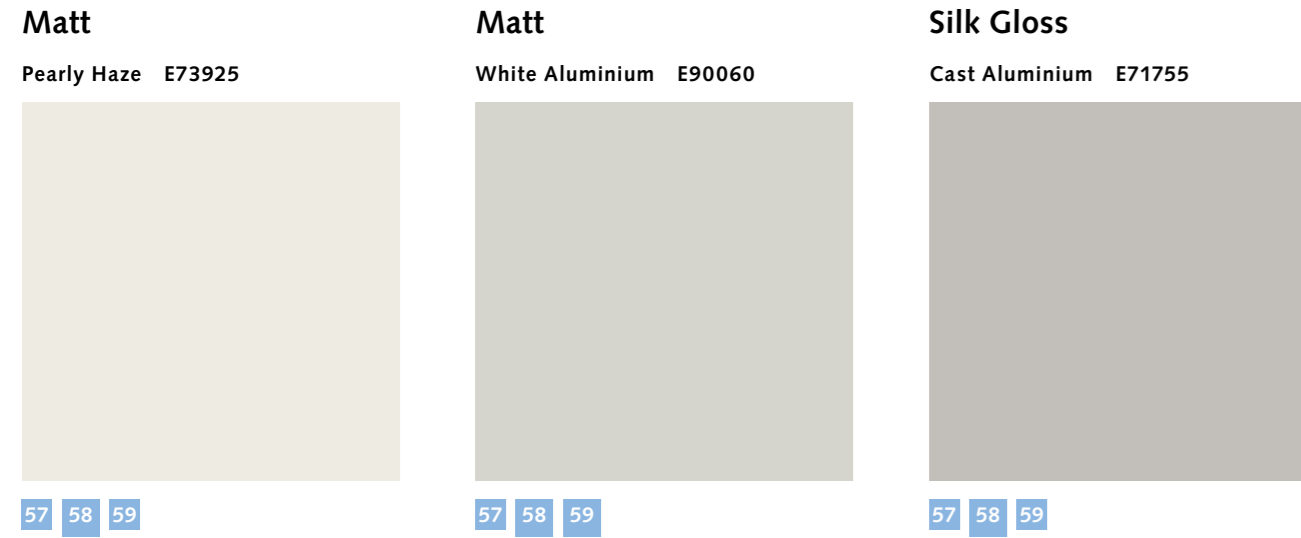 Matt
Pearly Haze E73925
57 58 59
Matt
White Aluminium E90060
57 58 59
Silk Gloss
Cast Aluminium E71755
57 58 59